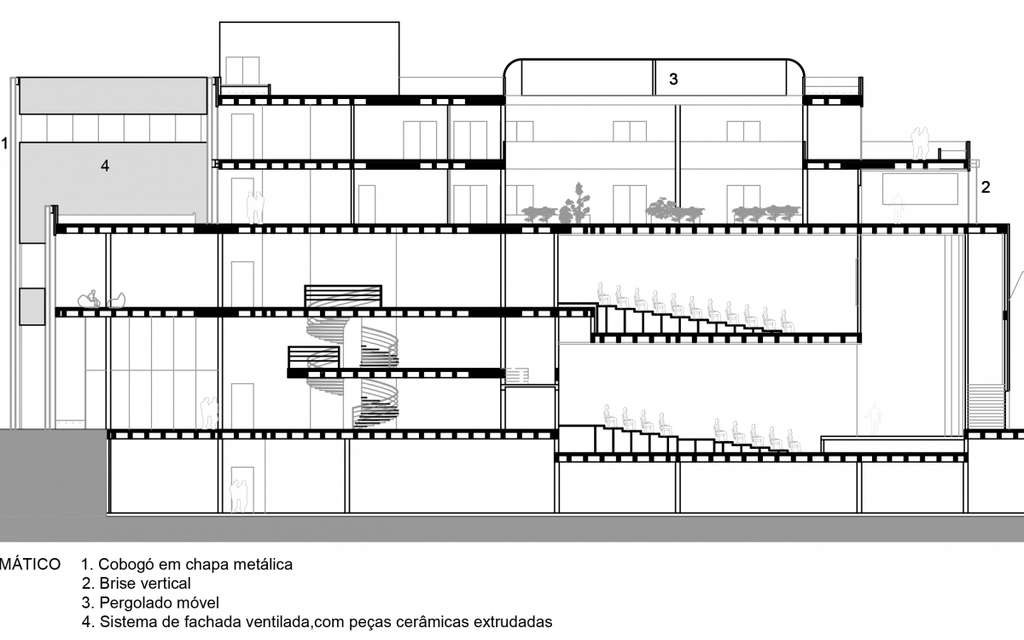 3
1
4
2
MÁTICO 1. Cobogó em chapa metálica
2. Brise vertical
3. Pergolado móvel
4. Sistema de fachada ventilada,com peças cerâmicas extrudadas